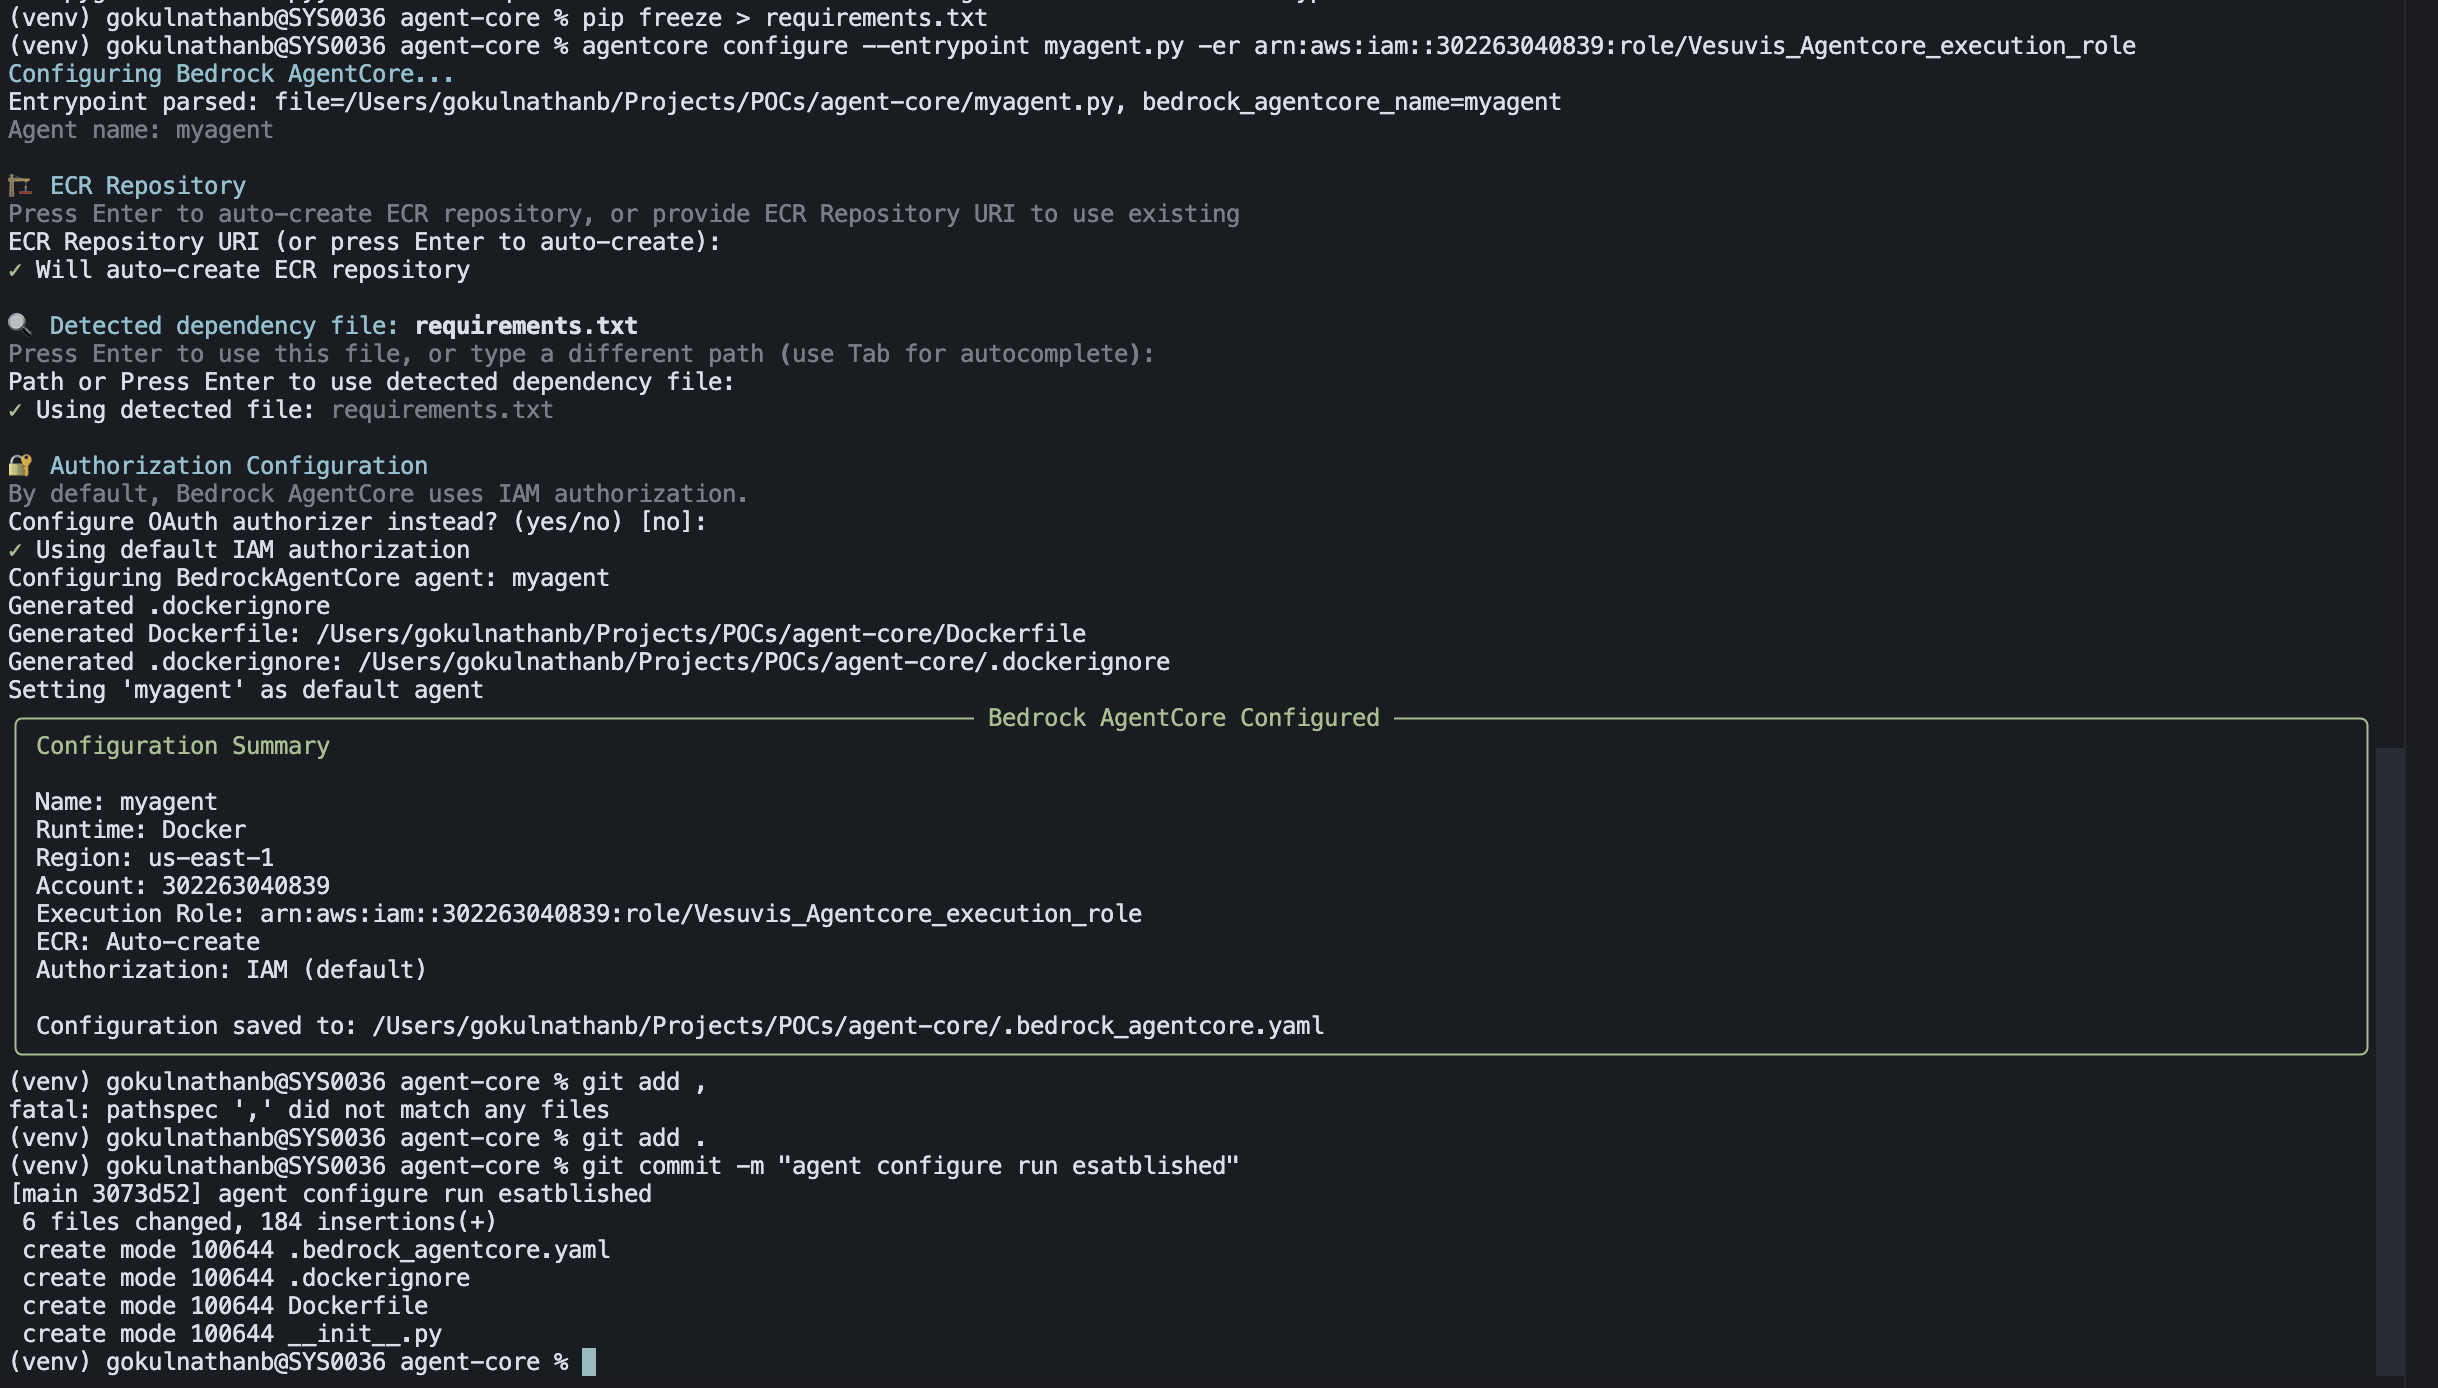 (venv) gokulnathanb@SYS0036 agent-core % pip freeze > requirements.txt
(venv) gokulnathanb@SYS0036 agent-core % agentcore configure --entrypoint myagent.py -er arn:aws:iam::302263040839:role/Vesuvis_Agentcore_execution_role
Configuring Bedrock AgentCore...
Entrypoint parsed: file=/Users/gokulnathanb/Projects/POCs/agent-core/myagent.py, bedrock_agentcore_name=myagent
Agent name: myagent
🏗️ ECR Repository
Press Enter to auto-create ECR repository, or provide ECR Repository URI to use existing
ECR Repository URI (or press Enter to auto-create):
✓ Will auto-create ECR repository
🔍 Detected dependency file: requirements.txt
Press Enter to use this file, or type a different path (use Tab for autocomplete):
Path or Press Enter to use detected dependency file:
✓ Using detected file: requirements.txt
🔐 Authorization Configuration
By default, Bedrock AgentCore uses IAM authorization.
Configure OAuth authorizer instead? (yes/no) [no]:
✓ Using default IAM authorization
Configuring BedrockAgentCore agent: myagent
Generated .dockerignore
Generated Dockerfile: /Users/gokulnathanb/Projects/POCs/agent-core/Dockerfile
Generated .dockerignore: /Users/gokulnathanb/Projects/POCs/agent-core/.dockerignore
Setting 'myagent' as default agent
Bedrock AgentCore Configured
Configuration Summary
Name: myagent
Runtime: Docker
Region: us-east-1
Account: 302263040839
Execution Role: arn:aws:iam::302263040839:role/Vesuvis_Agentcore_execution_role
ECR: Auto-create
Authorization: IAM (default)
Configuration saved to: /Users/gokulnathanb/Projects/POCs/agent-core/.bedrock_agentcore.yaml
(venv) gokulnathanb@SYS0036 agent-core % git add ,
fatal: pathspec ',' did not match any files
(venv) gokulnathanb@SYS0036 agent-core % git add .
(venv) gokulnathanb@SYS0036 agent-core % git commit -m "agent configure run esatblished"
[main 3073d52] agent configure run esatblished
6 files changed, 184 insertions(+)
create mode 100644 .bedrock_agentcore.yaml
create mode 100644 .dockerignore
create mode 100644 Dockerfile
create mode 100644 __init__.py
(venv) gokulnathanb@SYS0036 agent-core %